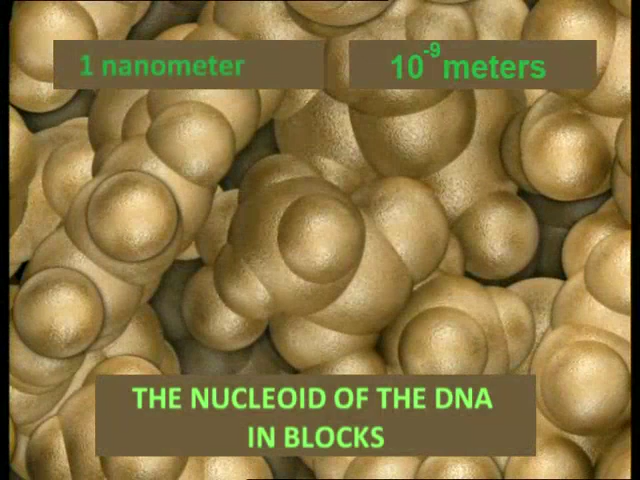 1 nanometer
10⁻⁹ meters
THE NUCLEOID OF THE DNA
IN BLOCKS